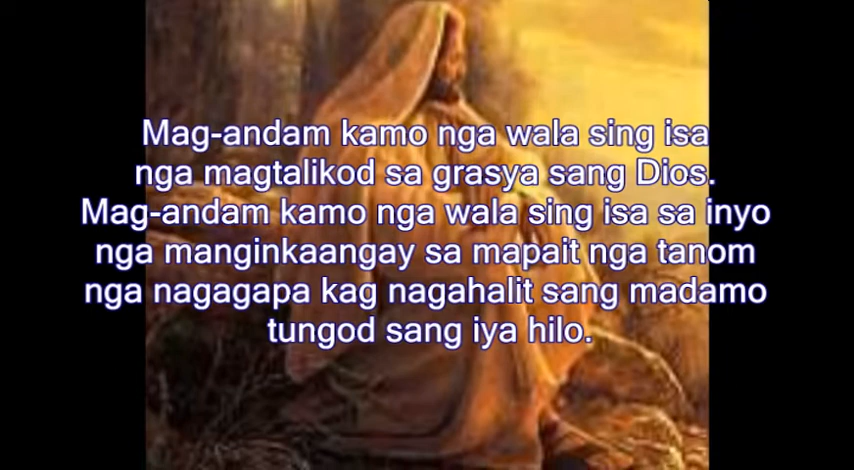 Mag-andam kamo nga wala sing isa
nga magtalikod sa grasya sang Dios.
Mag-andam kamo nga wala sing isa sa inyo
nga manginkaangay sa mapait nga tanom
nga nagagapa kag nagahalit sang madamo
tungod sang iya hilo.